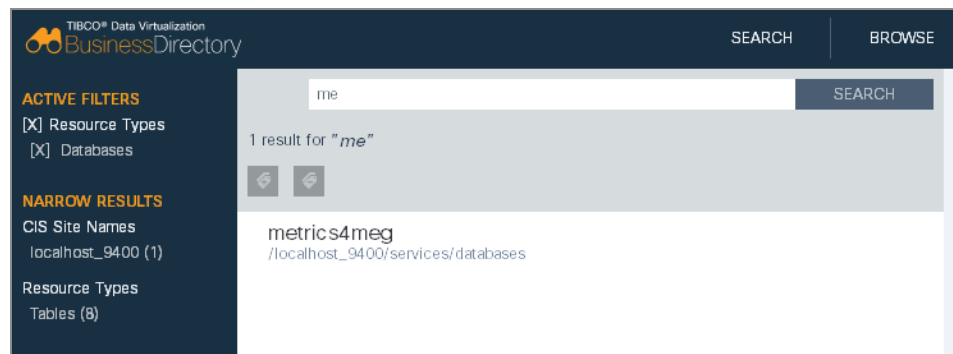 TIBCO® Data Virtualization
BusinessDirectory
SEARCH
BROWSE
ACTIVE FILTERS
[X] Resource Types
[X] Databases
NARROW RESULTS
CIS Site Names
localhost_9400 (1)
Resource Types
Tables (8)
me
SEARCH
1 result for "me"
metrics4meg
/localhost_9400/services/databases